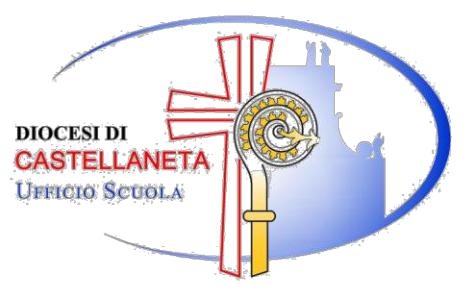 DIOCESI DI
CASTELLANETA
UFFICIO SCUOLA